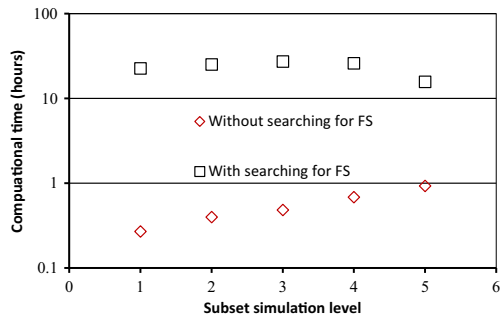 100
10
1
0.1
Compuational time (hours)
Without searching for FS
With searching for FS
0 1 2 3 4 5 6
Subset simulation level